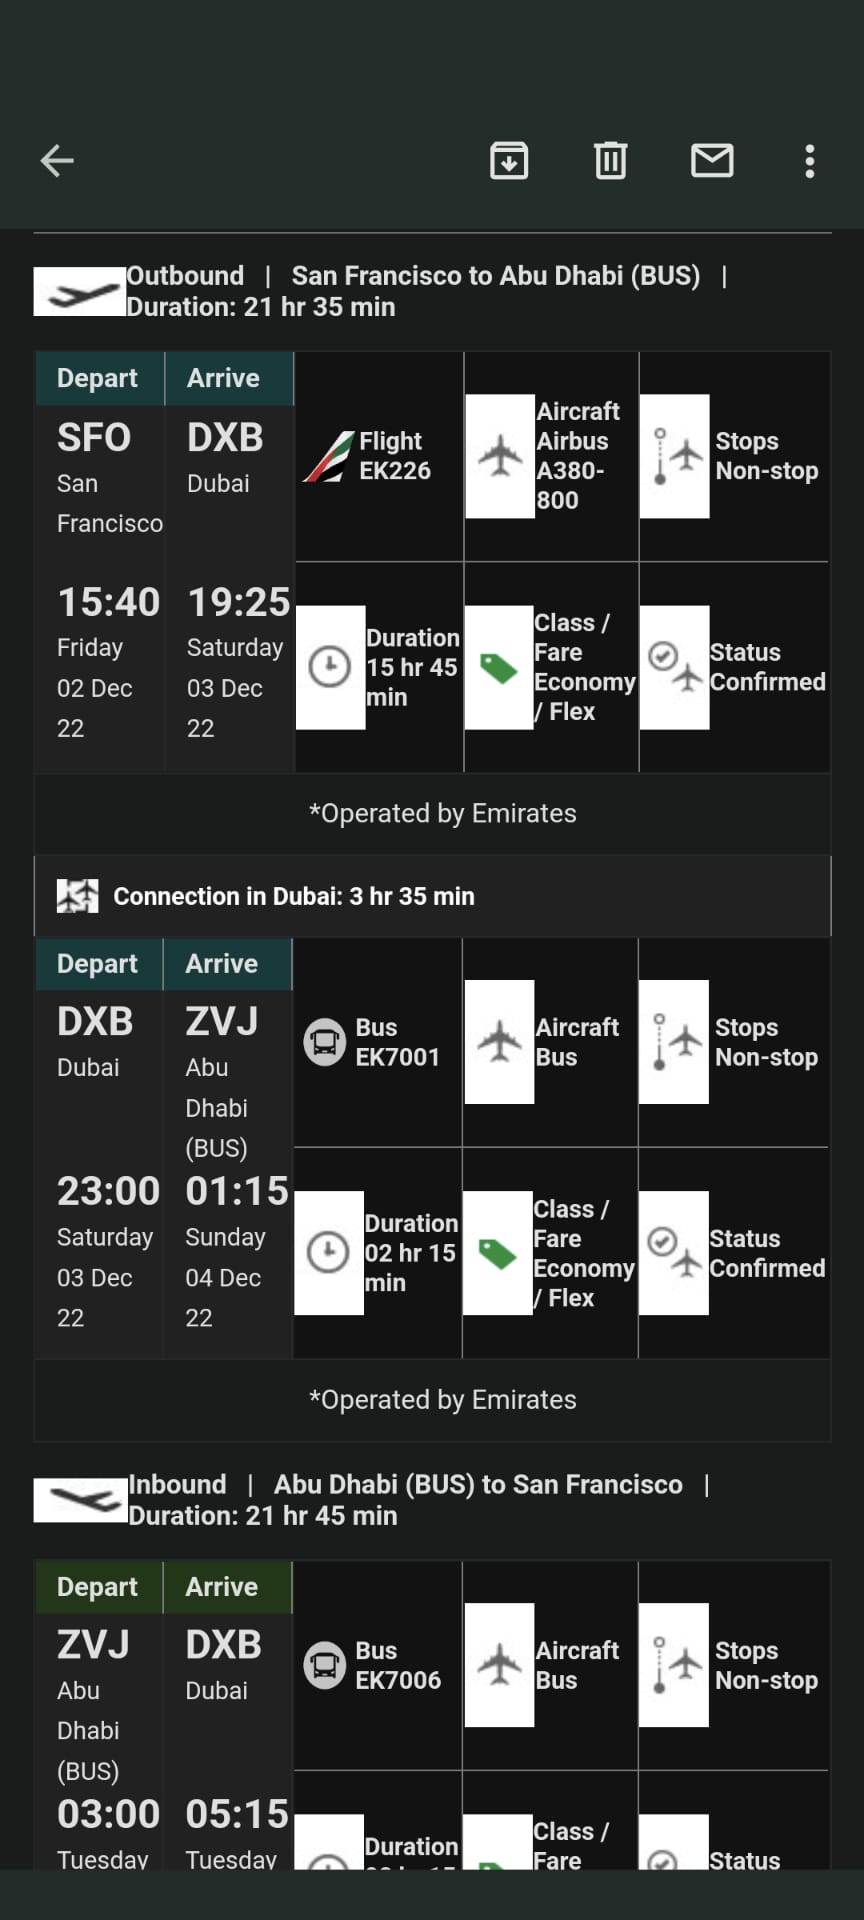 Outbound | San Francisco to Abu Dhabi (BUS) |
Duration: 21 hr 35 min
Depart
Arrive
SFO
San
Francisco
DXB
Dubai
Flight
EK226
Aircraft
Airbus
A380-
800
Stops
Non-stop
15:40
Friday
02 Dec
22
19:25
Saturday
03 Dec
22
Duration
15 hr 45
min
Class /
Fare
Economy
/ Flex
Status
Confirmed
*Operated by Emirates
Connection in Dubai: 3 hr 35 min
Depart
Arrive
DXB
Dubai
ZVJ
Abu
Dhabi
(BUS)
Bus
EK7001
Aircraft
Bus
Stops
Non-stop
23:00
Saturday
03 Dec
22
01:15
Sunday
04 Dec
22
Duration
02 hr 15
min
Class /
Fare
Economy
/ Flex
Status
Confirmed
*Operated by Emirates
Inbound | Abu Dhabi (BUS) to San Francisco |
Duration: 21 hr 45 min
Depart
Arrive
ZVJ
Abu
Dhabi
(BUS)
DXB
Dubai
Bus
EK7006
Aircraft
Bus
Stops
Non-stop
03:00
Tuesday
05:15
Tuesday
Duration
Class /
Fare
Status